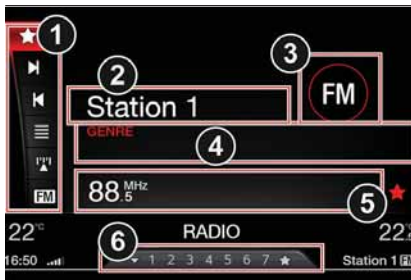 1
2
3
Station 1
FM
GENRE
4
FM
88 MHz .5
5
22°C
RADIO
22.
6
1 2 3 4 5 6 7
16:50
Station 1